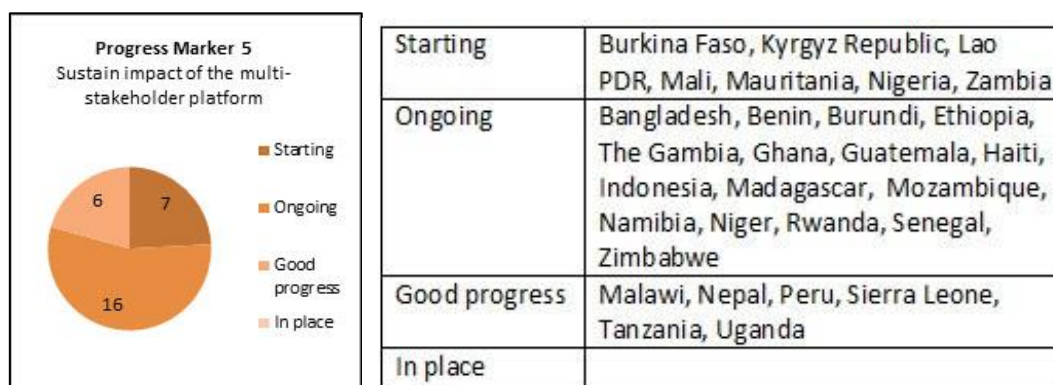 Progress Marker 5
Sustain impact of the multi-
stakeholder platform
Starting
Ongoing
Good
progress
In place
6
7
16
Starting
Burkina Faso, Kyrgyz Republic, Lao
PDR, Mali, Mauritania, Nigeria, Zambia
Ongoing
Bangladesh, Benin, Burundi, Ethiopia,
The Gambia, Ghana, Guatemala, Haiti,
Indonesia, Madagascar, Mozambique,
Namibia, Niger, Rwanda, Senegal,
Zimbabwe
Good progress
Malawi, Nepal, Peru, Sierra Leone,
Tanzania, Uganda
In place